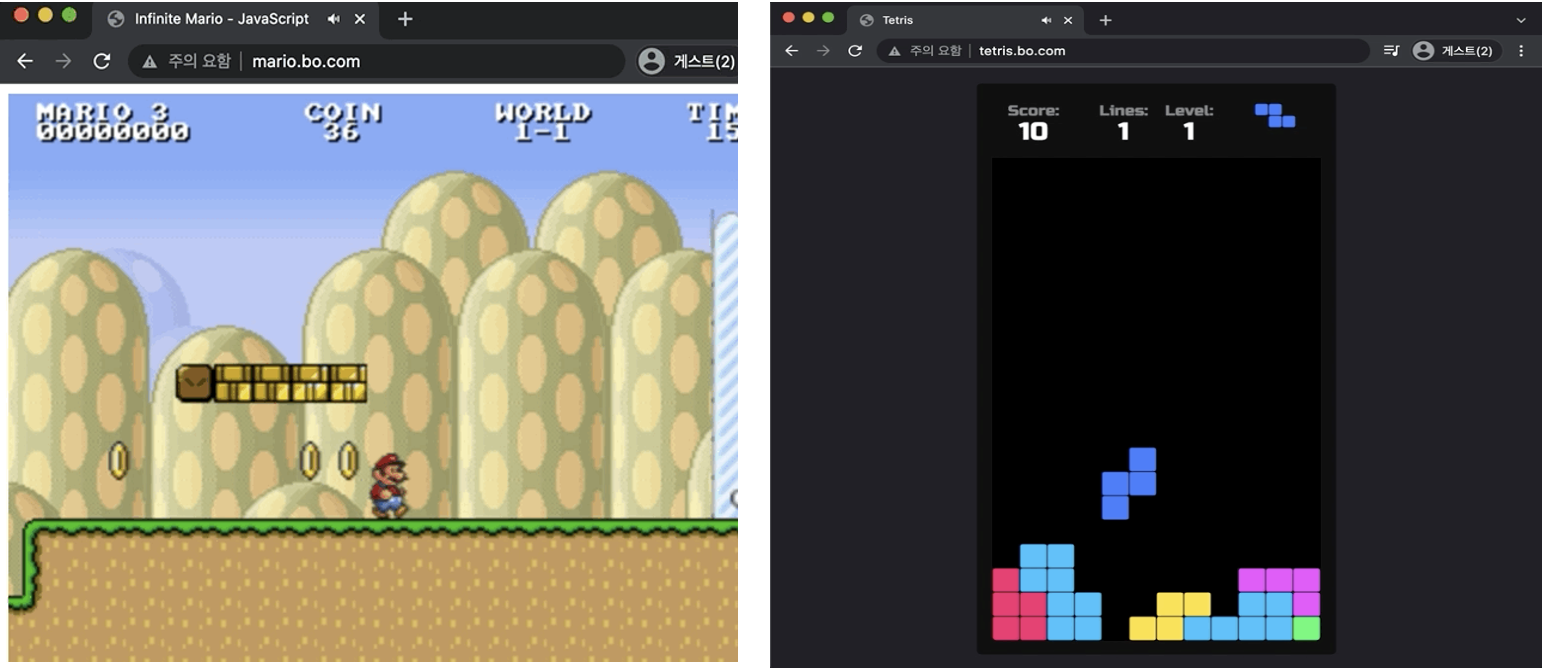 Infinite Mario - JavaScript
주의 요함 mario.bo.com
게스트(2)
MARIO 3 COIN WORLD TIM
00000000 36 1-1 15
Tetris
주의 요함 tetris.bo.com
게스트(2)
Score: Lines: Level:
10 1 1